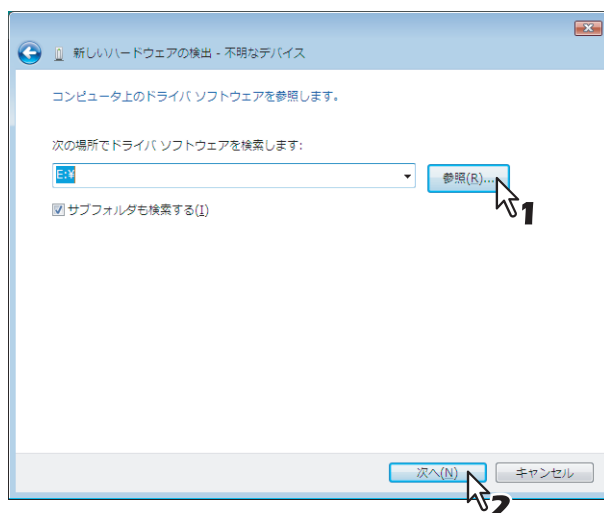 新しいハードウェアの検出 - 不明なデバイス
コンピュータ上のドライバ ソフトウェアを参照します。
次の場所でドライバ ソフトウェアを検索します:
E:¥
参照(R)...
1
サブフォルダも検索する(I)
次へ(N)
キャンセル
2